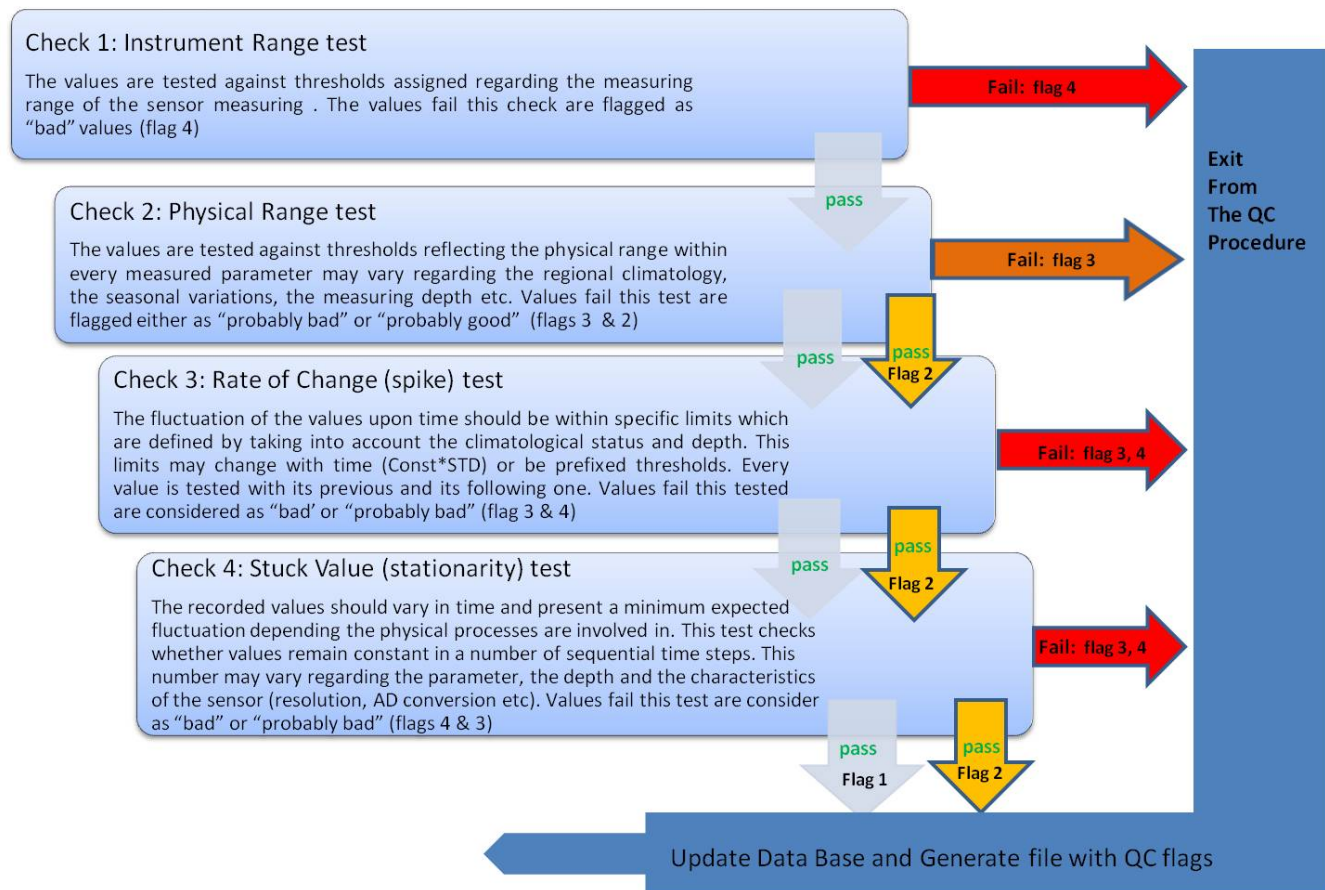 Check 1: Instrument Range test
The values are tested against thresholds assigned regarding the measuring
range of the sensor measuring . The values fail this check are flagged as
“bad” values (flag 4)
Fail: flag 4
pass
Exit
From
The QC
Procedure
Check 2: Physical Range test
The values are tested against thresholds reflecting the physical range within
every measured parameter may vary regarding the regional climatology,
the seasonal variations, the measuring depth etc. Values fail this test are
flagged either as “probably bad” or “probably good” (flags 3 & 2)
Fail: flag 3
pass
pass
Flag 2
Check 3: Rate of Change (spike) test
The fluctuation of the values upon time should be within specific limits which
are defined by taking into account the climatological status and depth. This
limits may change with time (Const*STD) or be prefixed thresholds. Every
value is tested with its previous and its following one. Values fail this tested
are considered as “bad’ or “probably bad” (flag 3 & 4)
Fail: flag 3, 4
pass
pass
Flag 2
Check 4: Stuck Value (stationarity) test
The recorded values should vary in time and present a minimum expected
fluctuation depending the physical processes are involved in. This test checks
whether values remain constant in a number of sequential time steps. This
number may vary regarding the parameter, the depth and the characteristics
of the sensor (resolution, AD conversion etc). Values fail this test are consider
as “bad” or “probably bad” (flags 4 & 3)
Fail: flag 3, 4
pass
Flag 1
pass
Flag 2
Update Data Base and Generate file with QC flags